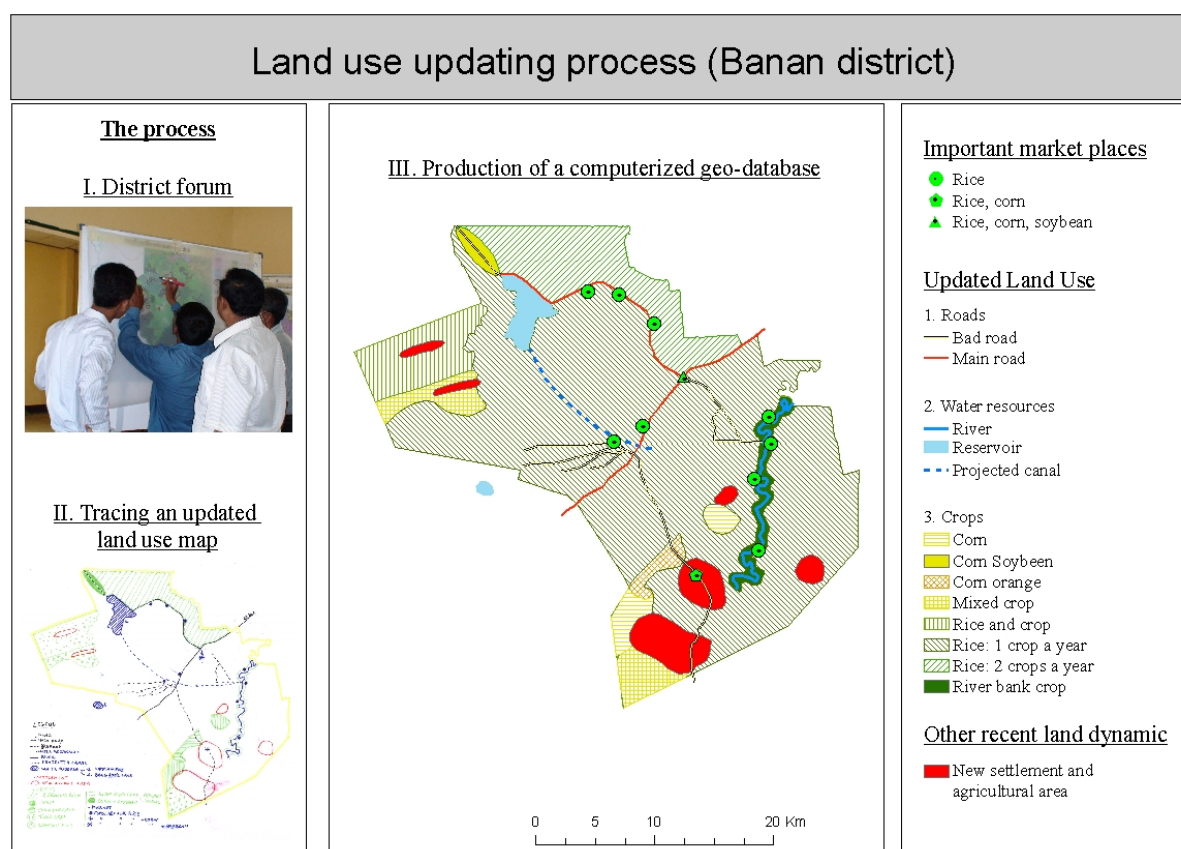 Land use updating process (Banan district)
The process
I. District forum
II. Tracing an updated
land use map
III. Production of a computerized geo-database
0 5 10 20 Km
Important market places
Rice
Rice, corn
Rice, corn, soybean
Updated Land Use
1. Roads
Bad road
Main road
2. Water resources
River
Reservoir
Projected canal
3. Crops
Corn
Corn Soybeen
Corn orange
Mixed crop
Rice and crop
Rice: 1 crop a year
Rice: 2 crops a year
River bank crop
Other recent land dynamic
New settlement and
agricultural area